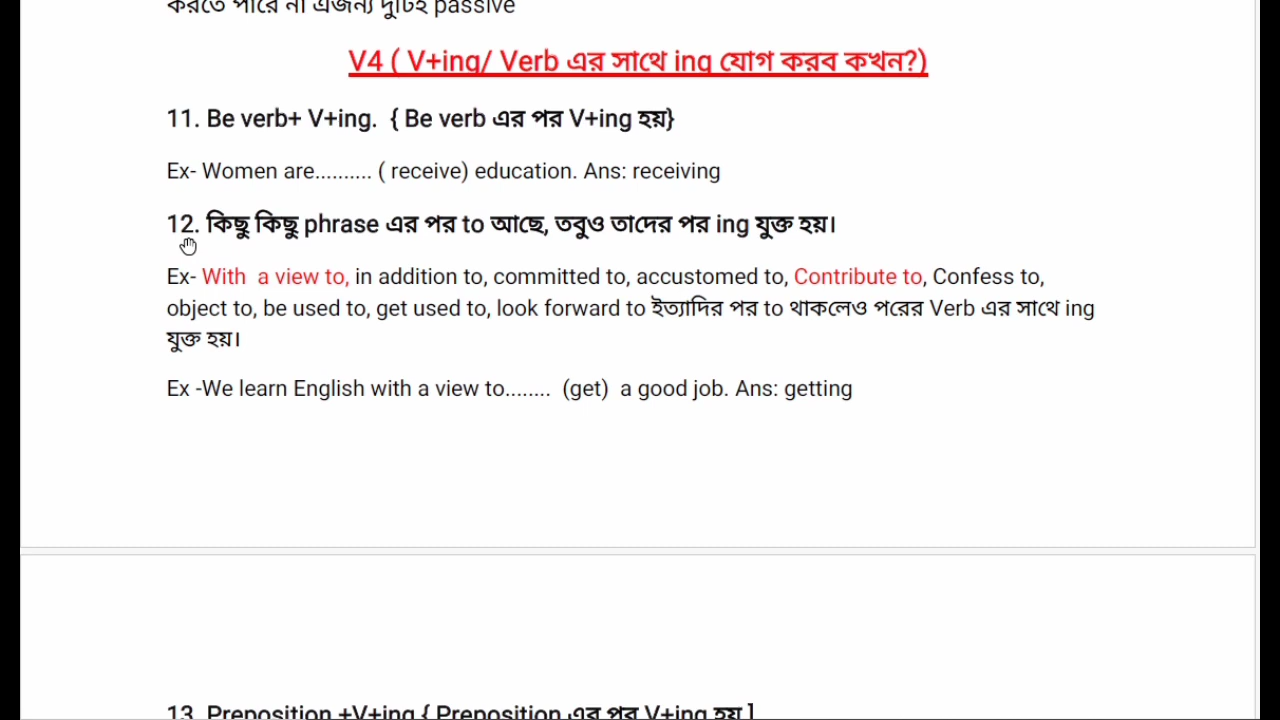 করতে পারে না এজন্য দুটিই passive
V4 ( V+ing/ Verb এর সাথে ing যোগ করব কখন?)
11. Be verb+ V+ing. { Be verb এর পর V+ing হয়}
Ex- Women are.......... ( receive) education. Ans: receiving
12. কিছু কিছু phrase এর পর to আছে, তবুও তাদের পর ing যুক্ত হয়।
Ex- With a view to, in addition to, committed to, accustomed to, Contribute to, Confess to,
object to, be used to, get used to, look forward to ইত্যাদির পর to থাকলেও পরের Verb এর সাথে ing
যুক্ত হয়।
Ex -We learn English with a view to........ (get) a good job. Ans: getting
13. Preposition +V+ing { Preposition এর পর V+ing হয় ]